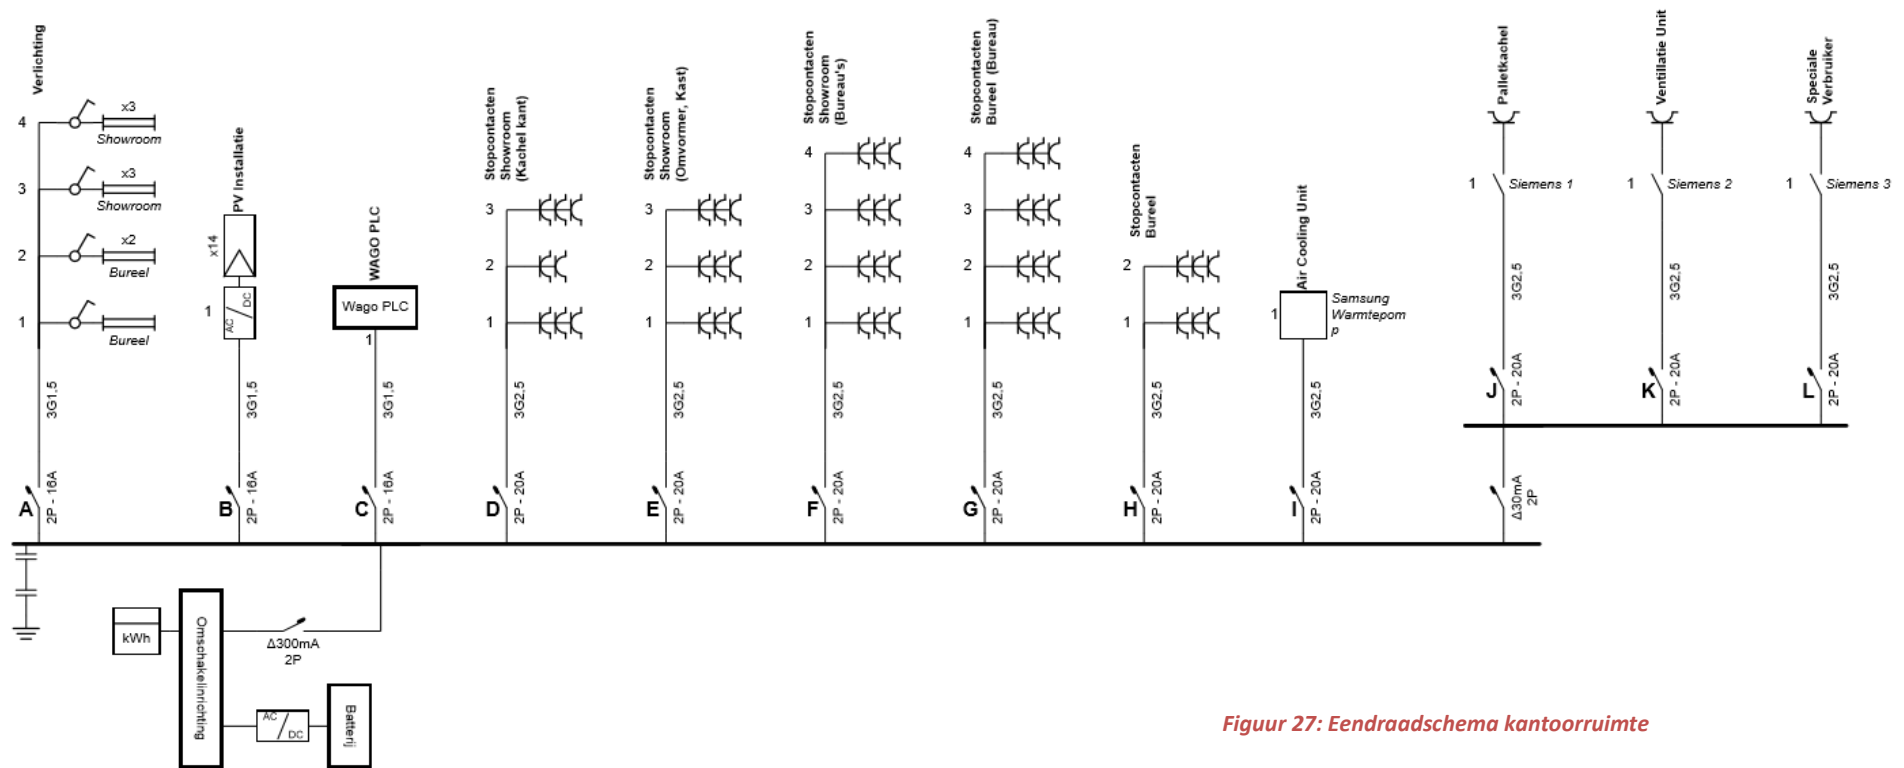 Verlichting
4
x3
Showroom
3
x3
Showroom
2
x2
Bureel
1
Bureel
3G1,5
A
2P - 16A
PV Installatie
x14
1
DC
AC
3G1,5
B
2P - 16A
WAGO PLC
Wago PLC
1
3G1,5
C
2P - 16A
Stopcontacten
Showroom
(Kachel kant)
3
2
1
3G2,5
D
2P - 20A
Stopcontacten
Showroom
(Omvormer, Kast)
3
2
1
3G2,5
E
2P - 20A
Stopcontacten
Showroom
(Bureau's)
4
3
2
1
3G2,5
F
2P - 20A
Stopcontacten
Bureel (Bureau)
4
3
2
1
3G2,5
G
2P - 20A
Stopcontacten
Bureel
2
1
3G2,5
H
2P - 20A
Air Cooling Unit
1
Samsung
Warmtepom
p
3G2,5
I
2P - 20A
Palletkachel
1
Siemens 1
3G2,5
J
2P - 20A
Δ30mA
2P
Ventillatie Unit
1
Siemens 2
3G2,5
K
2P - 20A
Speciale
Verbruiker
1
Siemens 3
3G2,5
L
2P - 20A
kWh
Omschakelinrichting
Δ300mA
2P
AC
DC
Batterij
Figuur 27: Eendraadschema kantoorruimte